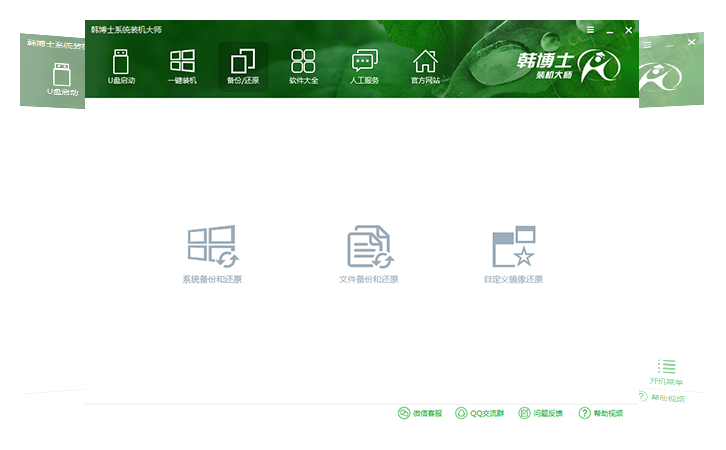 韩博士系统装机大师
U盘启动
一键装机
备份/还原
软件大全
人工服务
官方网站
韩博士
装机大师
韩博士系统装机
U盘启动
系统备份和还原
文件备份和还原
自定义镜像还原
开机菜单
帮助视频
微信客服
QQ交流群
问题反馈
帮助视频